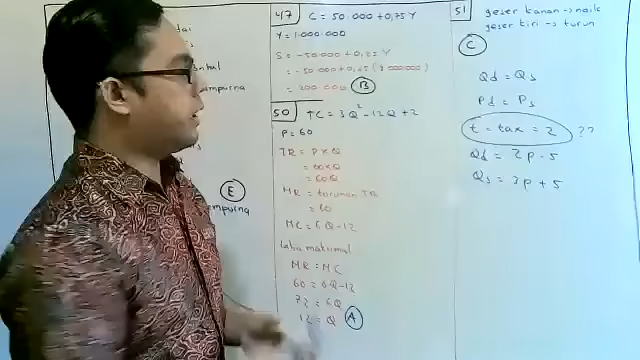 47
C = 50.000 + 0,75Y
Y = 1.000.000
S = -50.000 + 0,25 Y
= -50.000 + 0,25 (1.000.000)
= 200.000 B
50
TC = 3Q² - 12Q + 2
P = 60
TR = P x Q
= 60 x Q
= 60Q
MR = turunan TR
= 60
MC = 6Q - 12
Laba maksimal
MR = MC
60 = 6Q - 12
72 = 6Q
12 = Q A
E
51
geser kanan -> naik
geser kiri -> turun
C
Qd = Qs
Pd = Ps
t = tax = 2 ??
Qd = 2p - 5
Qs = 3p + 5